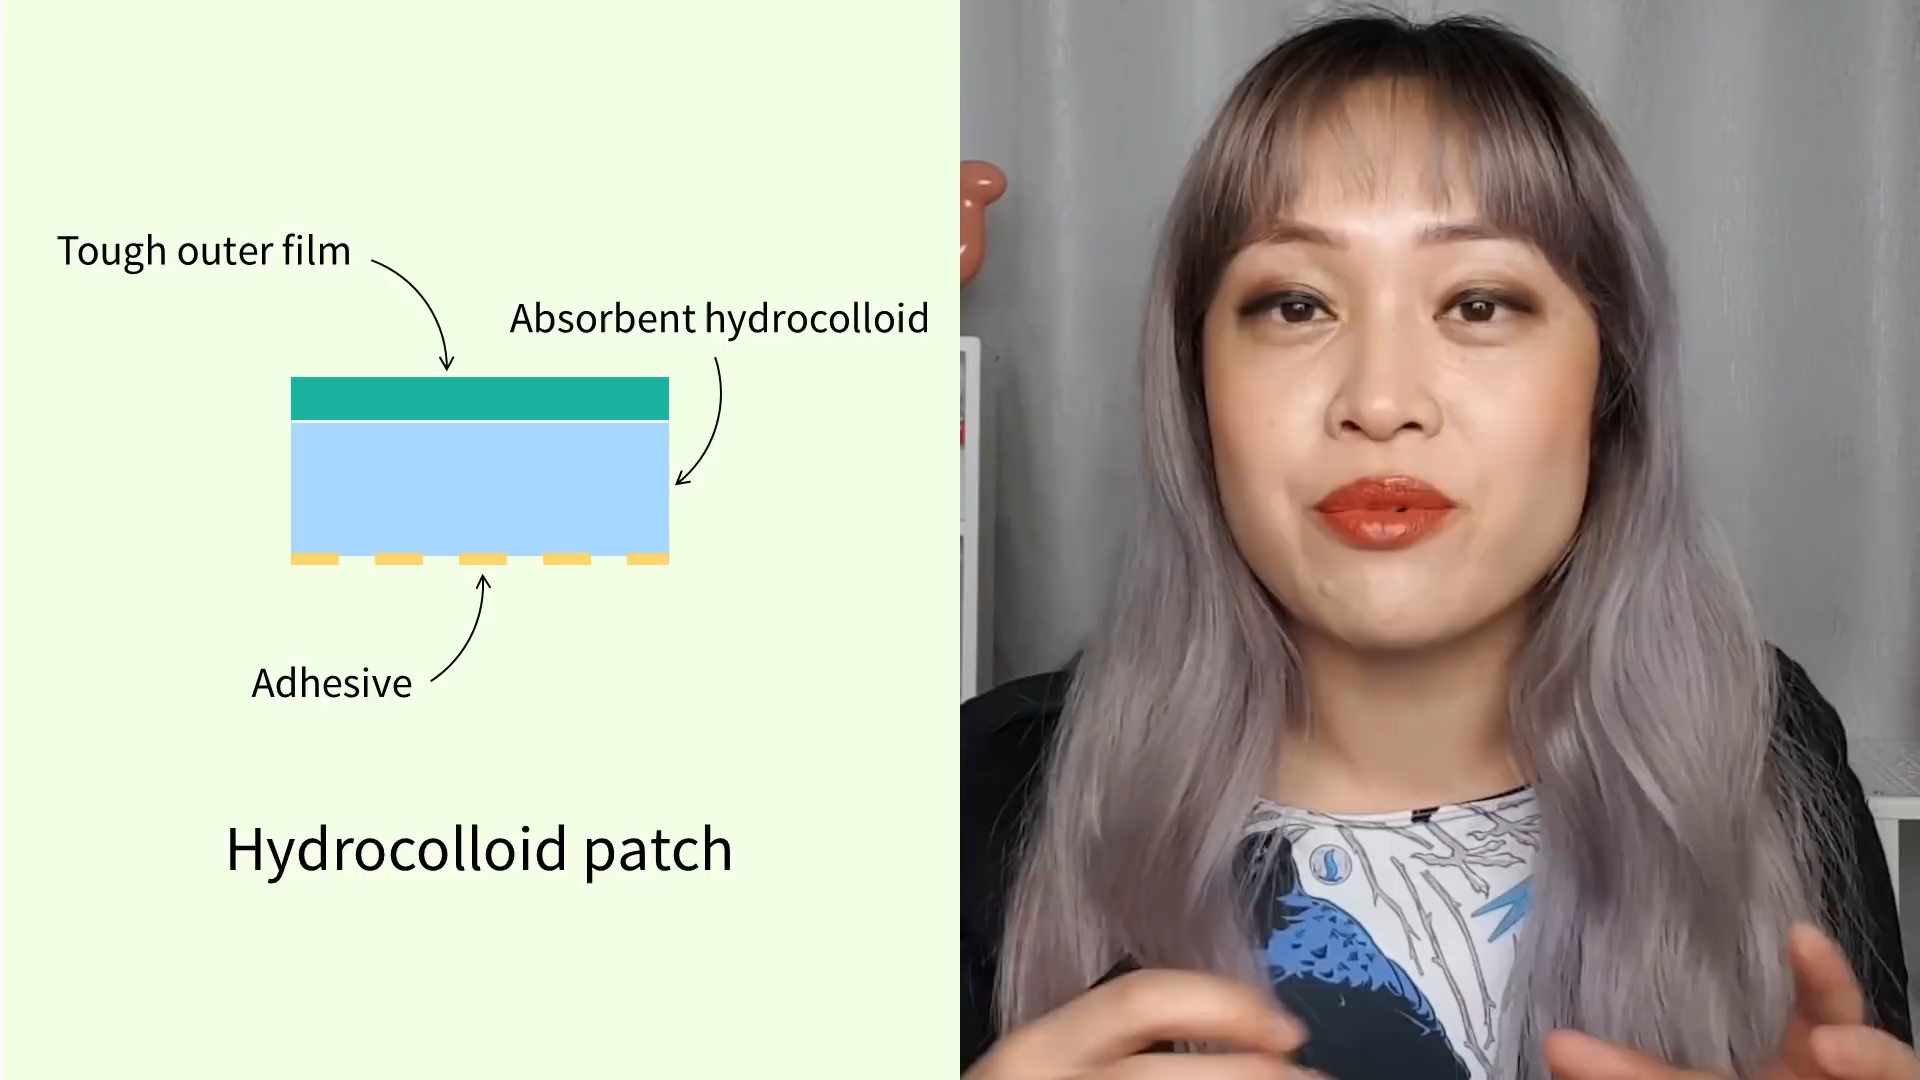 Tough outer film
Absorbent hydrocolloid
Adhesive
Hydrocolloid patch